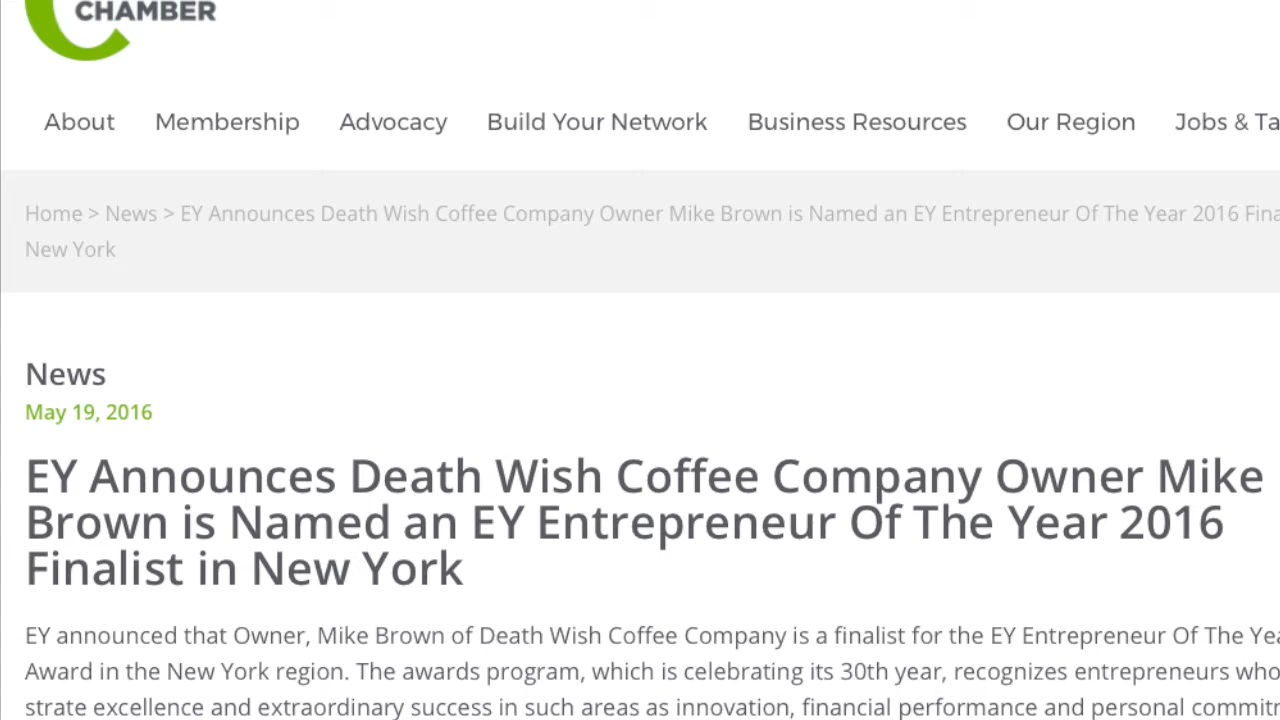 CHAMBER
About Membership Advocacy Build Your Network Business Resources Our Region Jobs &
Home > News > EY Announces Death Wish Coffee Company Owner Mike Brown is Named an EY Entrepreneur Of The Year 2016
New York
News
May 19, 2016
EY Announces Death Wish Coffee Company Owner Mike
Brown is Named an EY Entrepreneur Of The Year 2016
Finalist in New York
EY announced that Owner, Mike Brown of Death Wish Coffee Company is a finalist for the EY Entrepreneur Of The
Award in the New York region. The awards program, which is celebrating its 30th year, recognizes entrepreneurs who
strate excellence and extraordinary success in such areas as innovation, financial performance and personal